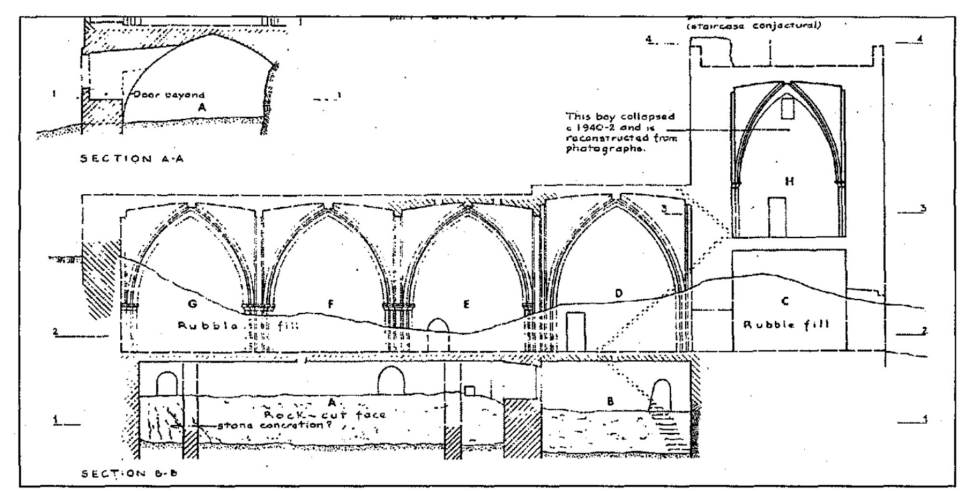 (staircase conjectural)
4
4
1
Door beyond
A
1
This bay collapsed
c 1940-2 and is
reconstructed from
photographs.
SECTION A-A
H
3
3
G
F
E
D
C
Rubble fill
Rubble fill
2
2
A
B
Rock-cut face
stone concretion?
1
1
SECTION B-B